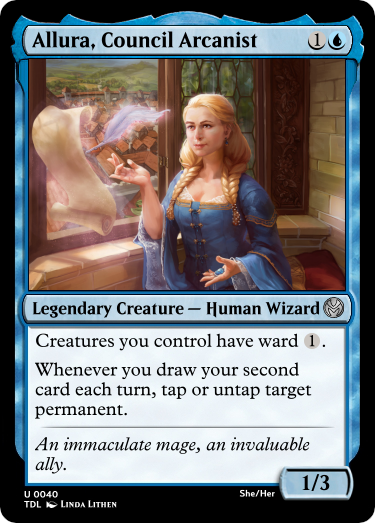 Allura, Council Arcanist 1
Legendary Creature — Human Wizard
Creatures you control have ward 1.
Whenever you draw your second
card each turn, tap or untap target
permanent.
An immaculate mage, an invaluable
ally.
1/3
U 0040 She/Her
TDL Linda Lithen